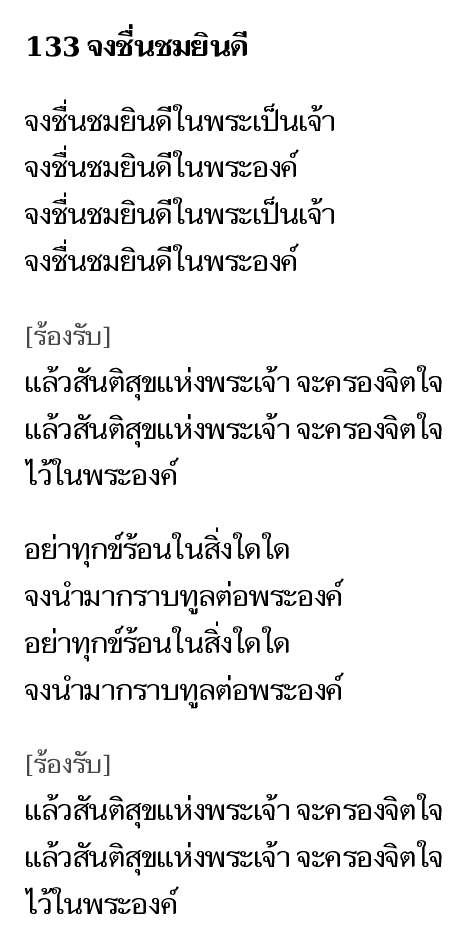 133 จงชื่นชมยินดี
จงชื่นชมยินดีในพระเป็นเจ้า
จงชื่นชมยินดีในพระองค์
จงชื่นชมยินดีในพระเป็นเจ้า
จงชื่นชมยินดีในพระองค์
[ร้องรับ]
แล้วสันติสุขแห่งพระเจ้า จะครองจิตใจ
แล้วสันติสุขแห่งพระเจ้า จะครองจิตใจ
ไว้ในพระองค์
อย่าทุกข์ร้อนในสิ่งใดใด
จงนำมากราบทูลต่อพระองค์
อย่าทุกข์ร้อนในสิ่งใดใด
จงนำมากราบทูลต่อพระองค์
[ร้องรับ]
แล้วสันติสุขแห่งพระเจ้า จะครองจิตใจ
แล้วสันติสุขแห่งพระเจ้า จะครองจิตใจ
ไว้ในพระองค์